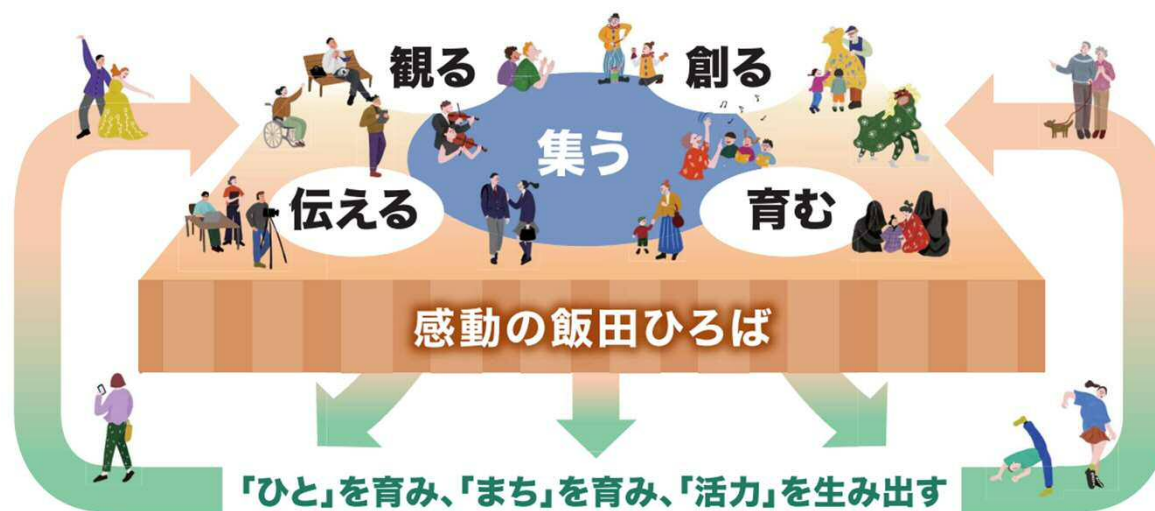 観る
創る
集う
伝える
育む
感動の飯田ひろば
「ひと」を育み、「まち」を育み、「活力」を生み出す